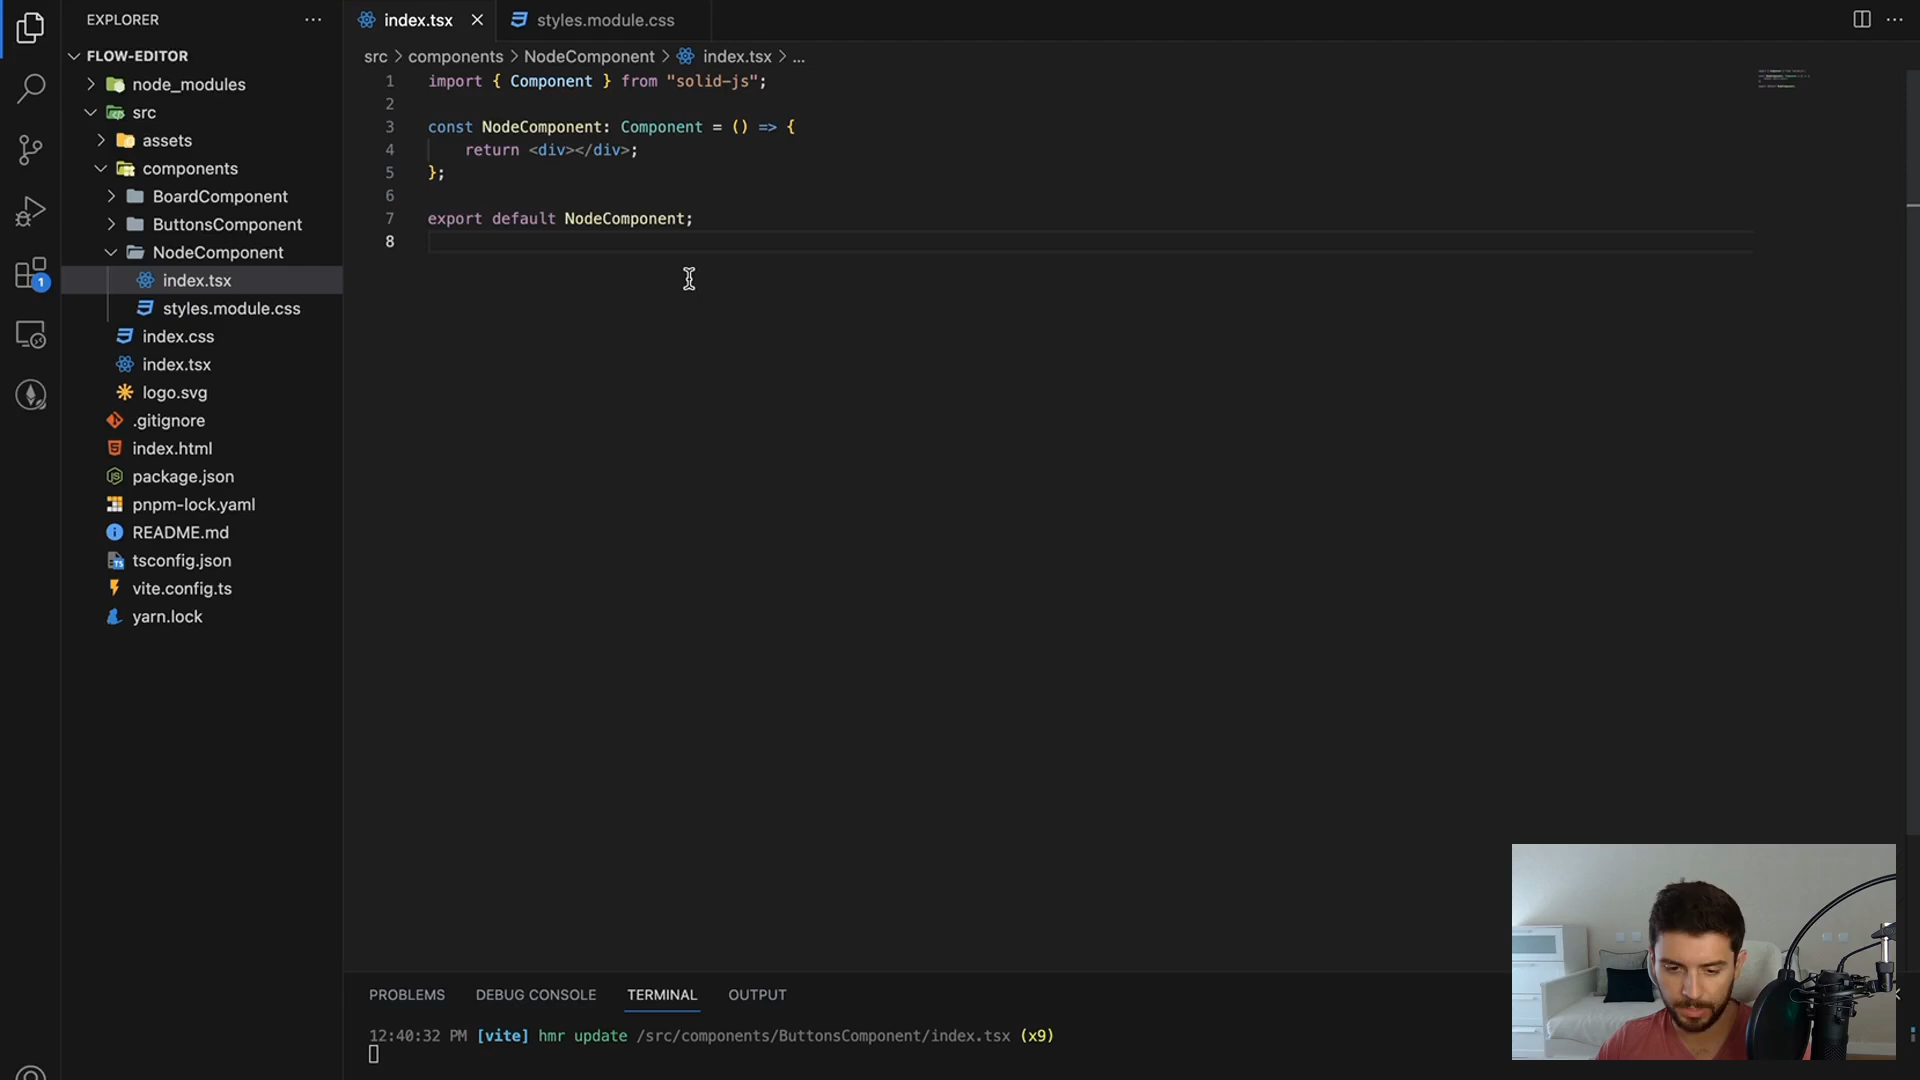 EXPLORER
FLOW-EDITOR
node_modules
src
assets
components
BoardComponent
ButtonsComponent
NodeComponent
index.tsx
styles.module.css
index.css
index.tsx
logo.svg
.gitignore
index.html
package.json
pnpm-lock.yaml
README.md
tsconfig.json
vite.config.ts
yarn.lock
1
index.tsx
styles.module.css
src > components > NodeComponent > index.tsx > ...
1 import { Component } from "solid-js";
2
3 const NodeComponent: Component = () => {
4 return <div></div>;
5 };
6
7 export default NodeComponent;
8
PROBLEMS DEBUG CONSOLE TERMINAL OUTPUT
12:40:32 PM [vite] hmr update /src/components/ButtonsComponent/index.tsx (x9)